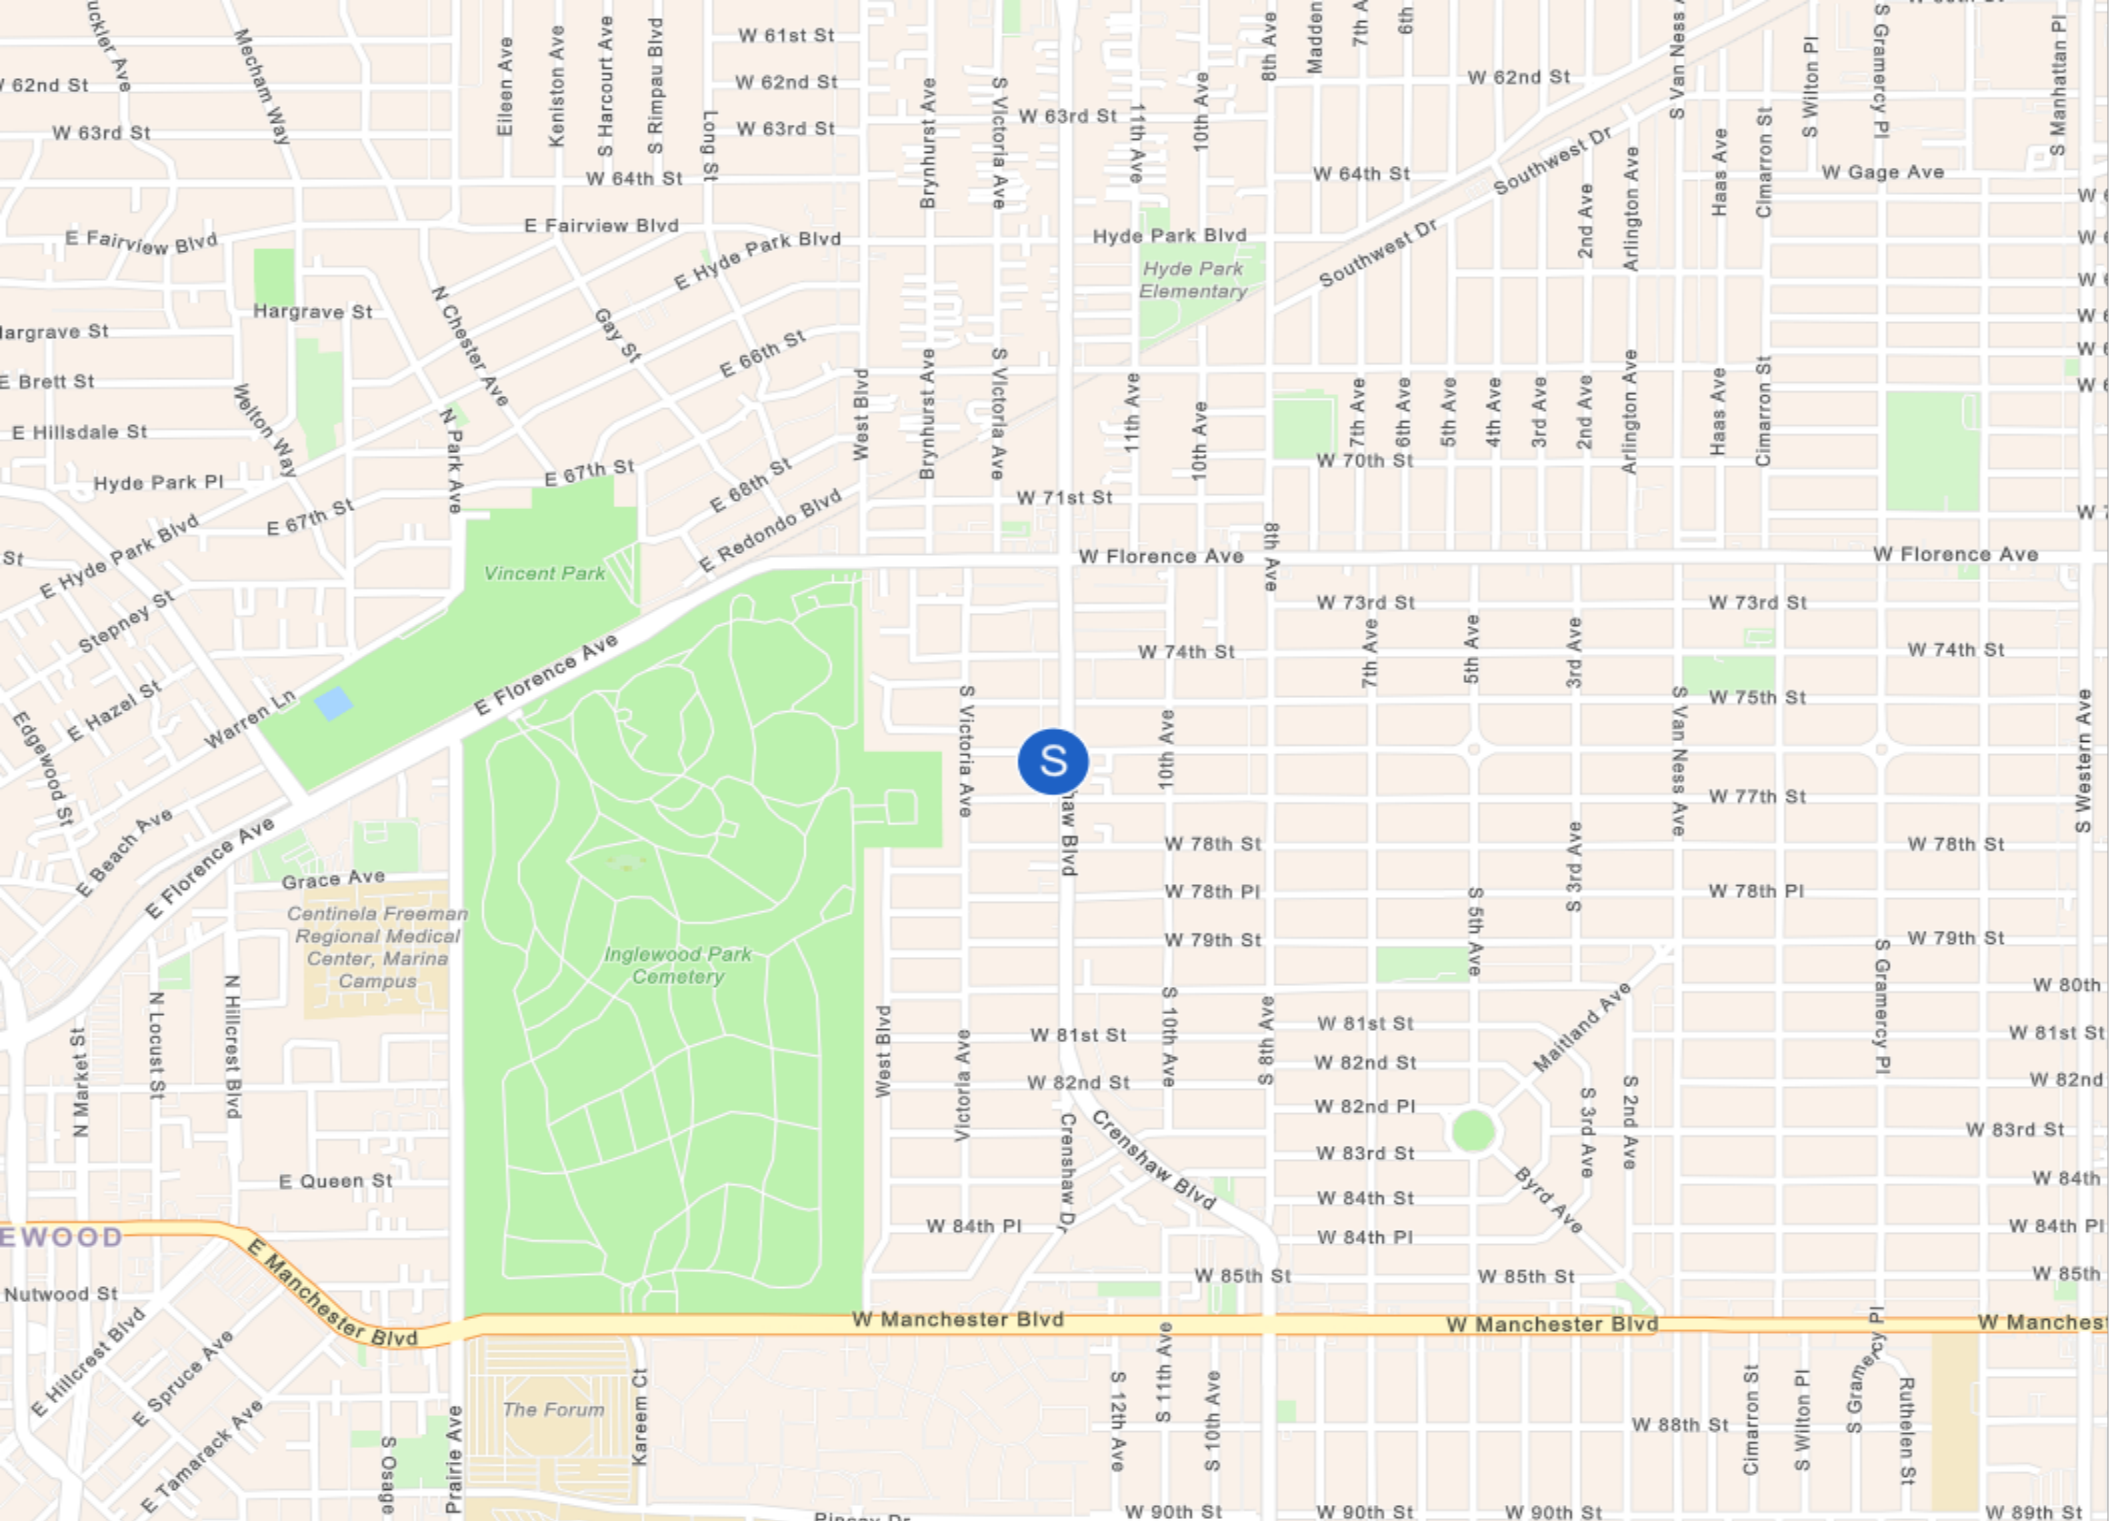 W 61st St
Mecham Way
Eileen Ave
Keniston Ave
S Harcourt Ave
S Rimpau Blvd
W 62nd St
8th Ave
Madden
7th A
6th
W 62nd St
S Van Ness A
S Wilton Pl
S Gramercy Pl
S Manhattan Pl
62nd St
W 63rd St
W 63rd St
Long St
Brynhurst Ave
S Victoria Ave
W 63rd St
11th Ave
10th Ave
Southwest Dr
Haas Ave
Cimarron St
W 64th St
W 64th St
W Gage Ave
2nd Ave
Arlington Ave
E Fairview Blvd
E Fairview Blvd
E Hyde Park Blvd
Hyde Park Blvd
Hyde Park
Elementary
Southwest Dr
Hargrave St
argrave St
N Chester Ave
Gay St
E 66th St
E Brett St
Welton Way
N Park Ave
West Blvd
Brynhurst Ave
S Victoria Ave
11th Ave
10th Ave
7th Ave
6th Ave
5th Ave
4th Ave
3rd Ave
2nd Ave
Arlington Ave
Haas Ave
Cimarron St
E Hillsdale St
W 70th St
Hyde Park Pl
E 67th St
E 67th St
E 68th St
W 71st St
E Hyde Park Blvd
E Redondo Blvd
St
W Florence Ave
8th Ave
W Florence Ave
Vincent Park
Stepney St
W 73rd St
W 73rd St
E Hazel St
Warren Ln
E Florence Ave
W 74th St
7th Ave
5th Ave
3rd Ave
W 74th St
W 75th St
Edgewood St
S Victoria Ave
S
10th Ave
S Van Ness Ave
S Western Ave
W 77th St
E Beach Ave
E Florence Ave
aw Blvd
W 78th St
S 3rd Ave
W 78th St
Grace Ave
W 78th Pl
S 5th Ave
W 78th Pl
Centinela Freeman
Regional Medical
Center, Marina
Campus
Inglewood Park
Cemetery
W 79th St
W 79th St
N Market St
N Locust St
N Hillcrest Blvd
West Blvd
Victoria Ave
W 81st St
S 10th Ave
S 8th Ave
W 81st St
Maitland Ave
S Gramercy Pl
W 80th
W 81st St
W 82nd St
W 82nd St
W 82nd
W 82nd Pl
S 3rd Ave
S 2nd Ave
Crenshaw Dr
Crenshaw Blvd
W 83rd St
W 83rd St
E Queen St
W 84th St
Byrd Ave
W 84th
EWOOD
W 84th Pl
W 84th Pl
W 84th Pl
E Manchester Blvd
W 85th St
W 85th St
W 85th
Nutwood St
W Manchester Blvd
W Manchester Blvd
W Manches
E Hillcrest Blvd
E Spruce Ave
E Tamarack Ave
S Osage
Prairie Ave
The Forum
Kareem Ct
S 12th Ave
S 11th Ave
S 10th Ave
W 88th St
Cimarron St
S Wilton Pl
S Gramercy Pl
Ruthelen St
W 90th St
W 90th St
W 90th St
W 89th St